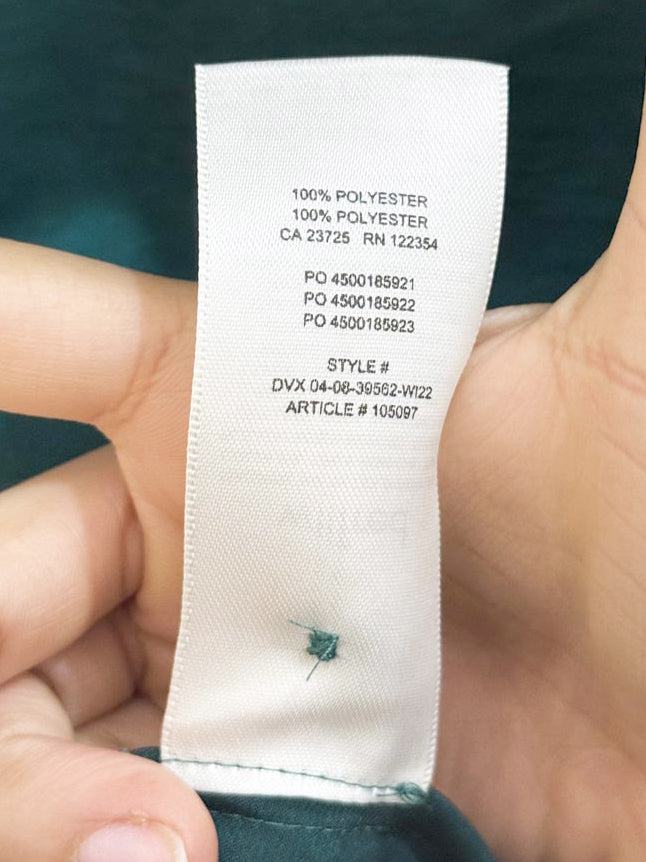 100% POLYESTER
100% POLYESTER
CA 23725 RN 122354
PO 4500185921
PO 4500185922
PO 4500185923
STYLE #
DVX 04-08-39562-WI22
ARTICLE # 105097